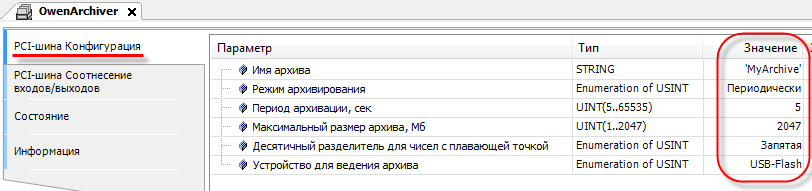 OwenArchiver
PCI-шина Конфигурация
PCI-шина Соотнесение
входов/выходов
Состояние
Информация
Параметр Тип Значение
Имя архива STRING 'MyArchive'
Режим архивирования Enumeration of USINT Периодически
Период архивации, сек UINT(5..65535) 5
Максимальный размер архива, Мб UINT(1..2047) 2047
Десятичный разделитель для чисел с плавающей точкой Enumeration of USINT Запятая
Устройство для ведения архива Enumeration of USINT USB-Flash